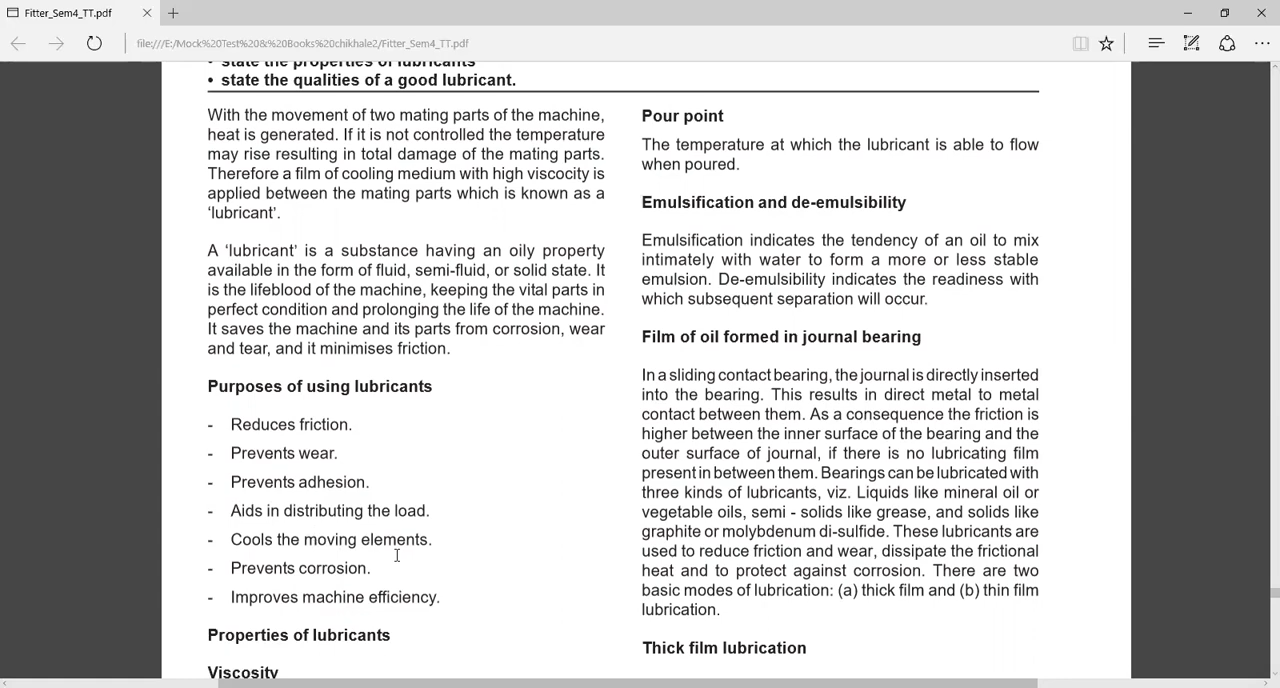 Fitter_Sem4_TT.pdf
file:///E:/Mock%20Test%20&%20Books%20chikhale2/Fitter_Sem4_TT.pdf
• state the properties of lubricants
• state the qualities of a good lubricant.
With the movement of two mating parts of the machine,
heat is generated. If it is not controlled the temperature
may rise resulting in total damage of the mating parts.
Therefore a film of cooling medium with high viscocity is
applied between the mating parts which is known as a
‘lubricant’.
A ‘lubricant’ is a substance having an oily property
available in the form of fluid, semi-fluid, or solid state. It
is the lifeblood of the machine, keeping the vital parts in
perfect condition and prolonging the life of the machine.
It saves the machine and its parts from corrosion, wear
and tear, and it minimises friction.
Purposes of using lubricants
- Reduces friction.
- Prevents wear.
- Prevents adhesion.
- Aids in distributing the load.
- Cools the moving elements.
- Prevents corrosion.
- Improves machine efficiency.
Properties of lubricants
Viscosity
Pour point
The temperature at which the lubricant is able to flow
when poured.
Emulsification and de-emulsibility
Emulsification indicates the tendency of an oil to mix
intimately with water to form a more or less stable
emulsion. De-emulsibility indicates the readiness with
which subsequent separation will occur.
Film of oil formed in journal bearing
In a sliding contact bearing, the journal is directly inserted
into the bearing. This results in direct metal to metal
contact between them. As a consequence the friction is
higher between the inner surface of the bearing and the
outer surface of journal, if there is no lubricating film
present in between them. Bearings can be lubricated with
three kinds of lubricants, viz. Liquids like mineral oil or
vegetable oils, semi - solids like grease, and solids like
graphite or molybdenum di-sulfide. These lubricants are
used to reduce friction and wear, dissipate the frictional
heat and to protect against corrosion. There are two
basic modes of lubrication: (a) thick film and (b) thin film
lubrication.
Thick film lubrication